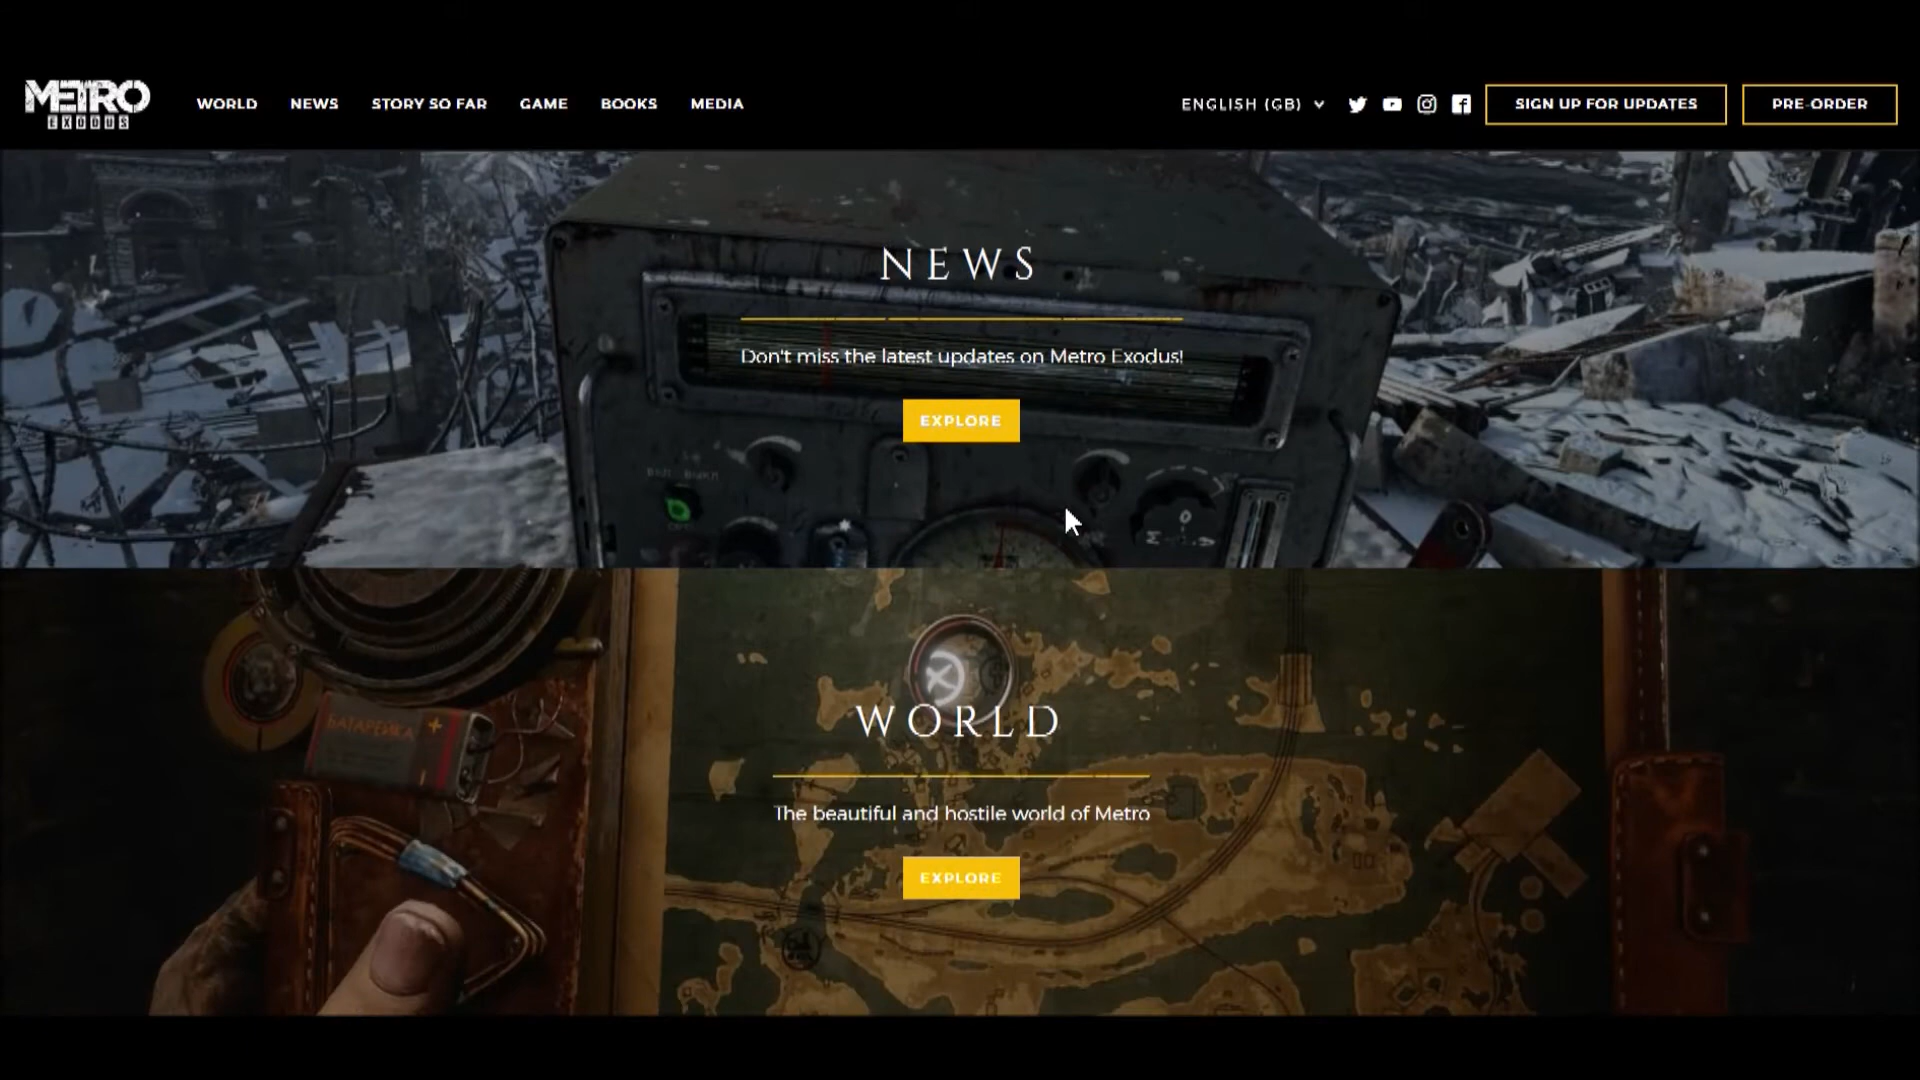 METRO
EXODUS
WORLD NEWS STORY SO FAR GAME BOOKS MEDIA
ENGLISH (GB)
SIGN UP FOR UPDATES
PRE-ORDER
NEWS
Don't miss the latest updates on Metro Exodus!
EXPLORE
БАТАРЕЙКА
WORLD
The beautiful and hostile world of Metro
EXPLORE